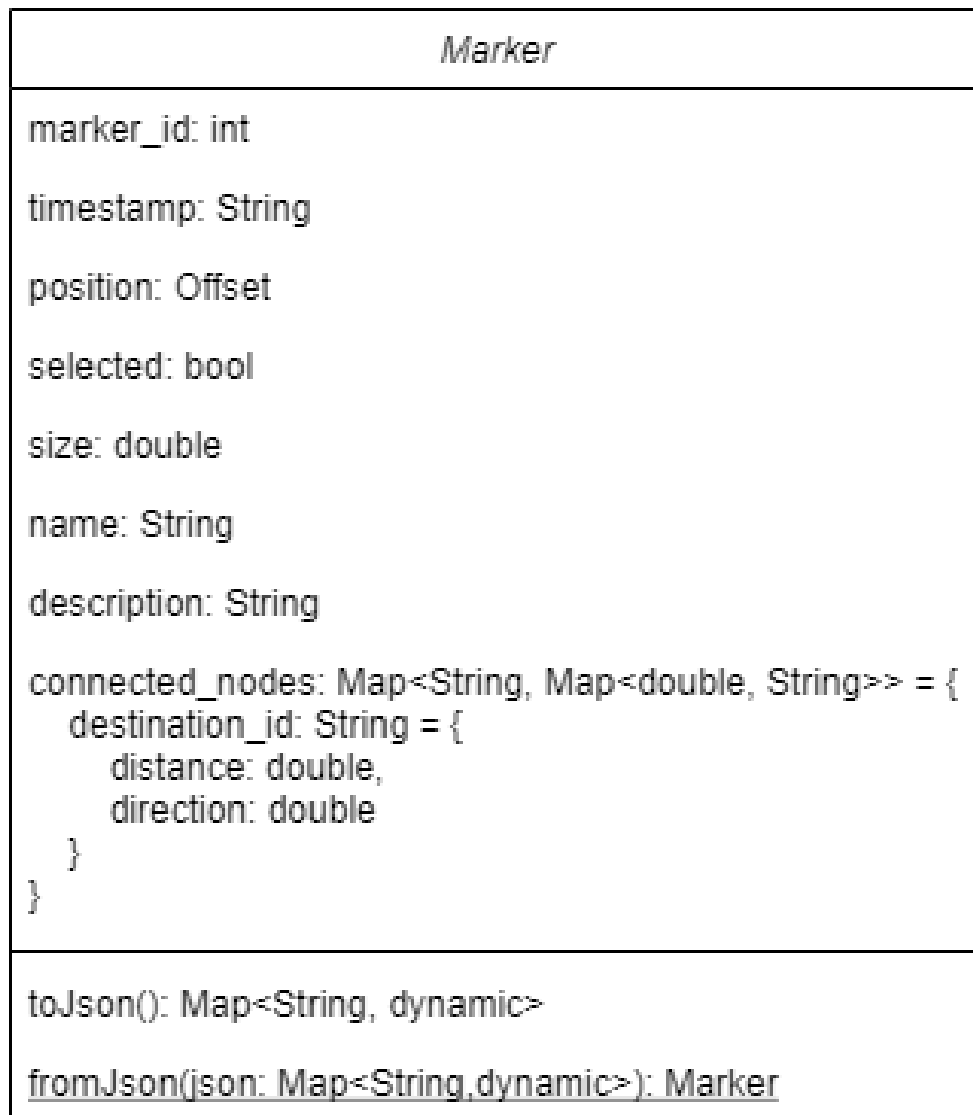 Marker
marker_id: int
timestamp: String
position: Offset
selected: bool
size: double
name: String
description: String
connected_nodes: Map<String, Map<double, String>> = {
destination_id: String = {
distance: double,
direction: double
}
}
toJson(): Map<String, dynamic>
fromJson(json: Map<String,dynamic>): Marker